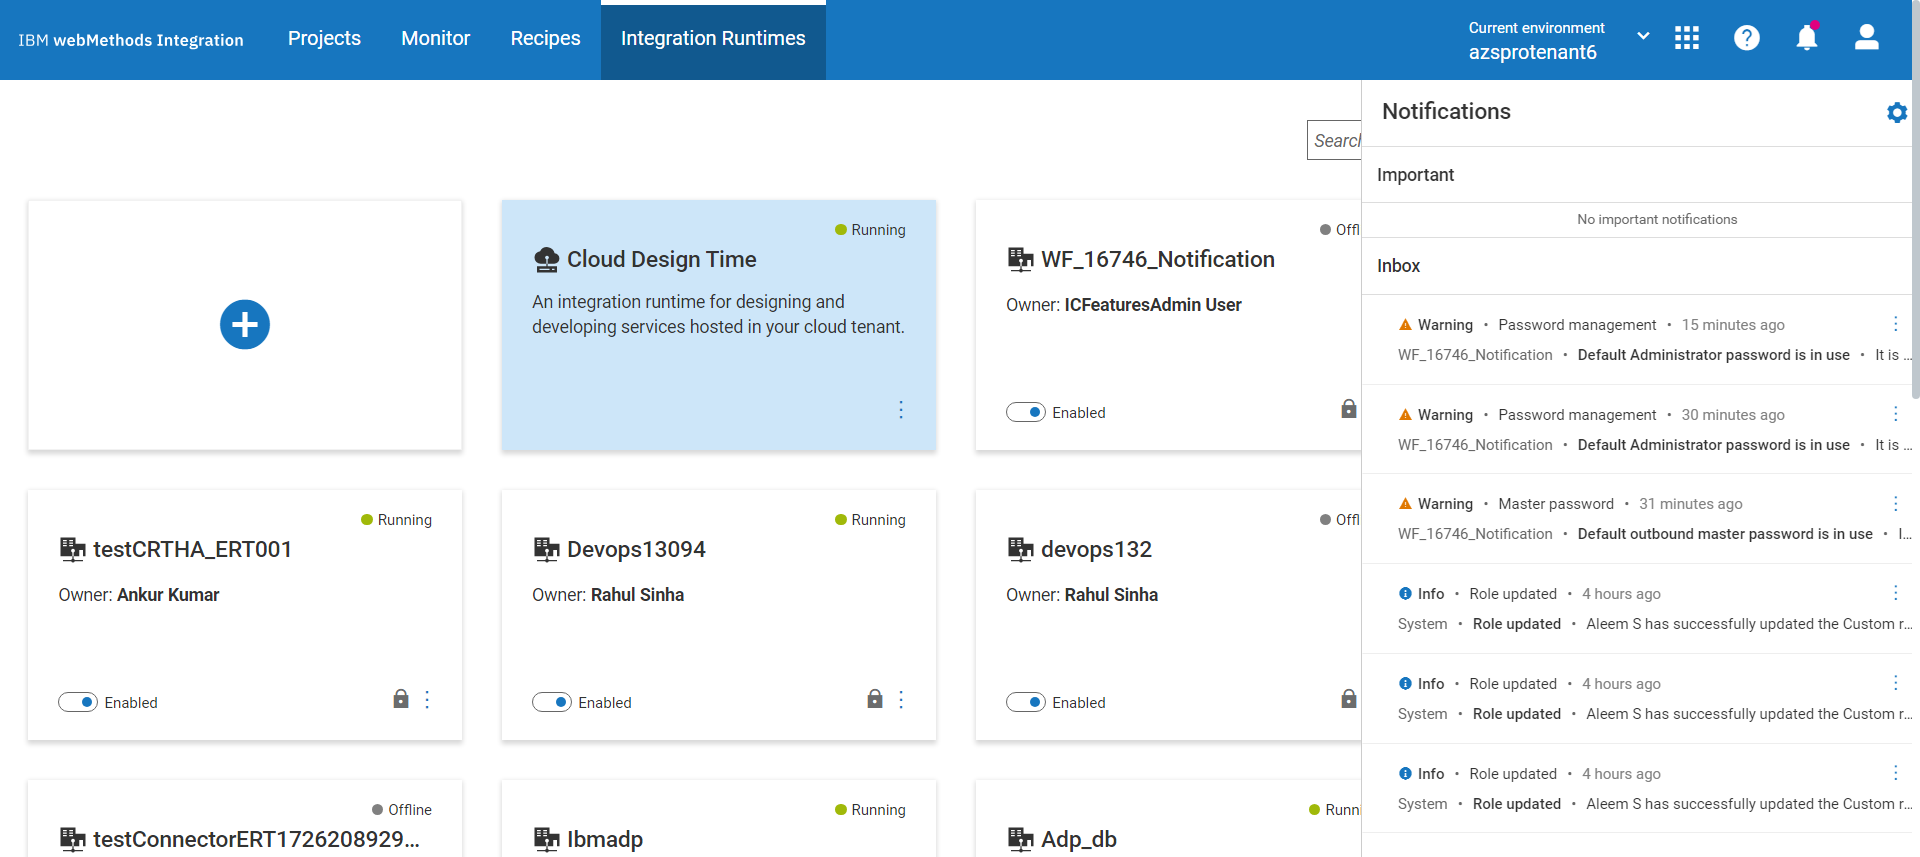 IBM webMethods Integration
Projects
Monitor
Recipes
Integration Runtimes
Current environment
azsprotenant6
Search
Running
Cloud Design Time
An integration runtime for designing and
developing services hosted in your cloud tenant.
Offl
WF_16746_Notification
Owner: ICFeaturesAdmin User
Enabled
Running
testCRTHA_ERT001
Owner: Ankur Kumar
Enabled
Running
Devops13094
Owner: Rahul Sinha
Enabled
Offl
devops132
Owner: Rahul Sinha
Enabled
Offline
testConnectorERT1726208929...
Running
Ibmadp
Runni
Adp_db
Notifications
Important
No important notifications
Inbox
Warning • Password management • 15 minutes ago
WF_16746_Notification • Default Administrator password is in use • It is ...
Warning • Password management • 30 minutes ago
WF_16746_Notification • Default Administrator password is in use • It is ...
Warning • Master password • 31 minutes ago
WF_16746_Notification • Default outbound master password is in use • I...
Info • Role updated • 4 hours ago
System • Role updated • Aleem S has successfully updated the Custom r...
Info • Role updated • 4 hours ago
System • Role updated • Aleem S has successfully updated the Custom r...
Info • Role updated • 4 hours ago
System • Role updated • Aleem S has successfully updated the Custom r...